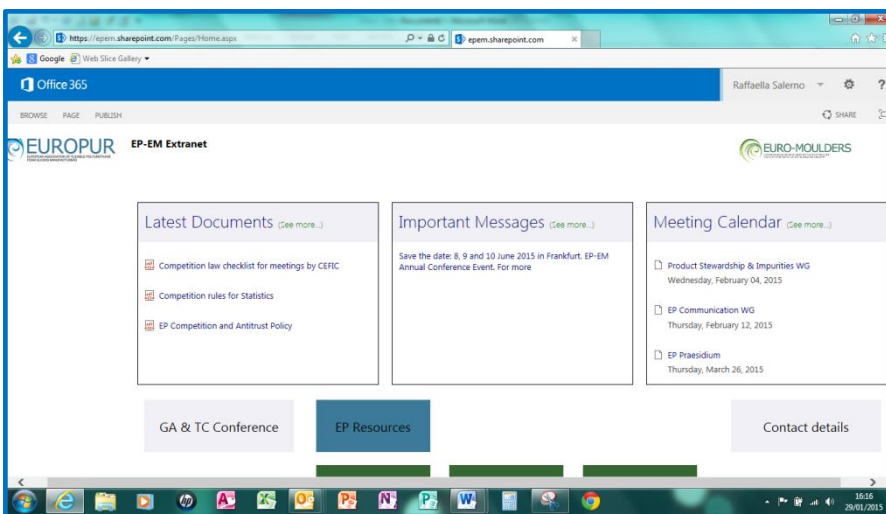 https://epem.sharepoint.com/Pages/Home.aspx
epem.sharepoint.com
Google Web Slice Gallery
Office 365
Raffaella Salerno
?
BROWSE PAGE PUBLISH
SHARE
EUROPUR
EP-EM Extranet
EURO-MOULDERS
Latest Documents (See more...)
Competition law checklist for meetings by CEFIC
Competition rules for Statistics
EP Competition and Antitrust Policy
Important Messages (See more...)
Save the date: 8, 9 and 10 June 2015 in Frankfurt. EP-EM
Annual Conference Event. For more
Meeting Calendar (See more...)
Product Stewardship & Impurities WG
Wednesday, February 04, 2015
EP Communication WG
Thursday, February 12, 2015
EP Praesidium
Thursday, March 26, 2015
GA & TC Conference
EP Resources
Contact details
16:16
29/01/2015